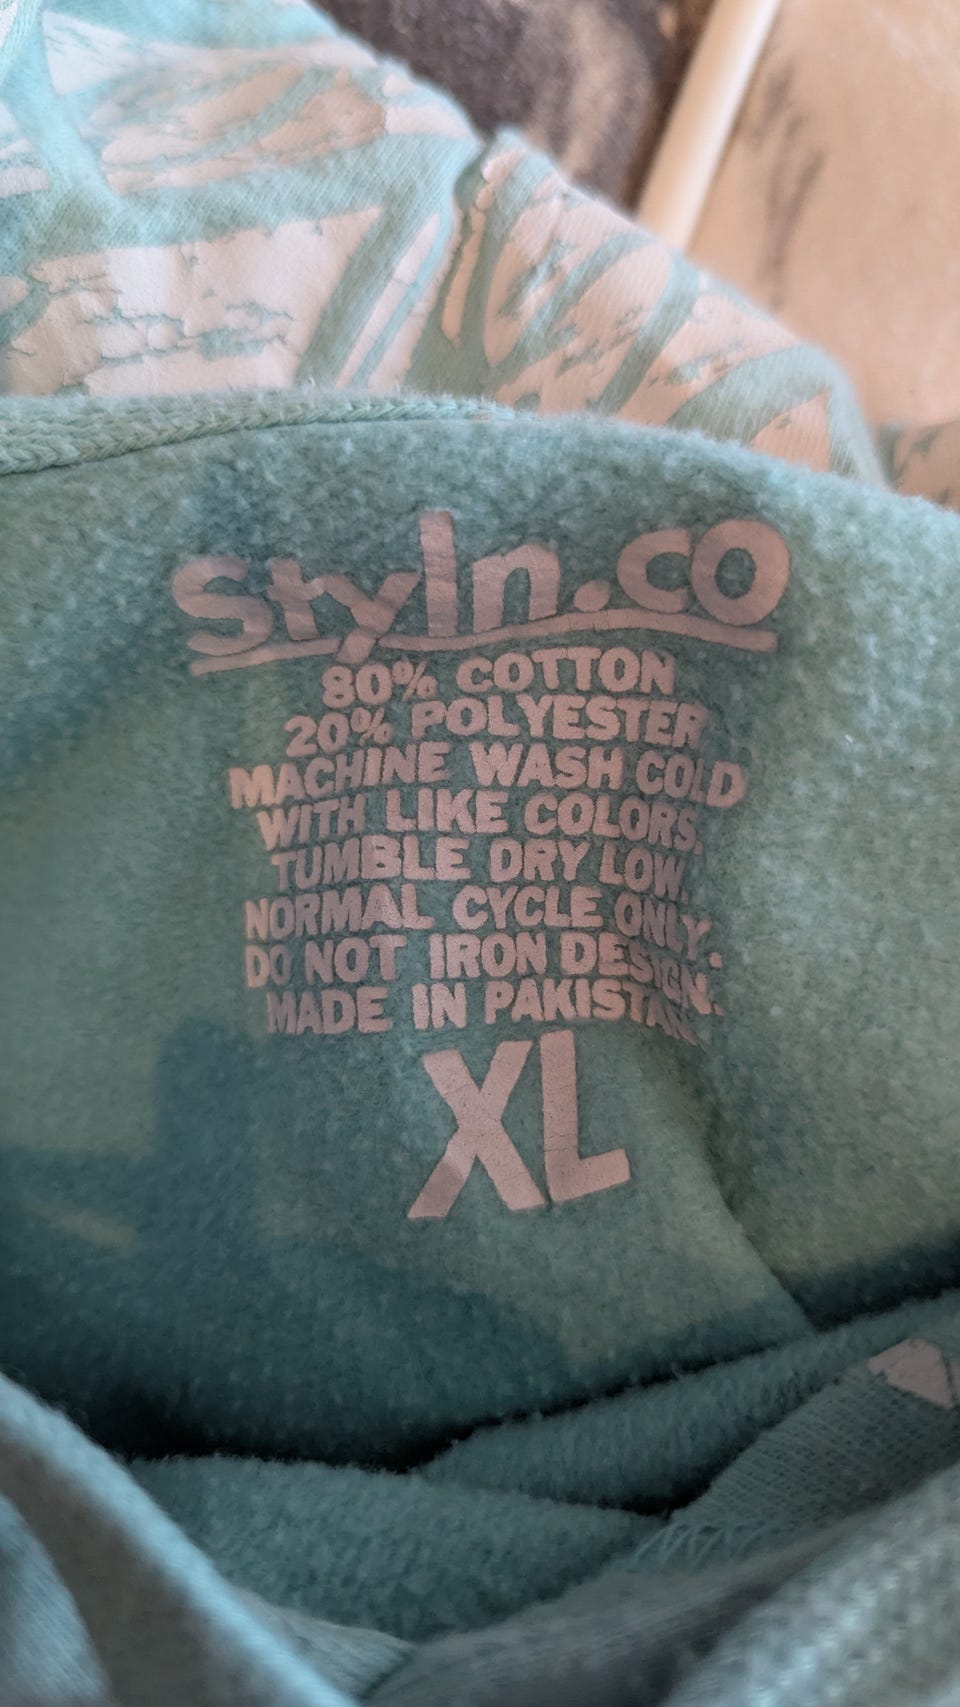 Styln.co
80% COTTON
20% POLYESTER
MACHINE WASH COLD
WITH LIKE COLORS.
TUMBLE DRY LOW.
NORMAL CYCLE ONLY.
DO NOT IRON DESIGN.
MADE IN PAKISTAN
XL